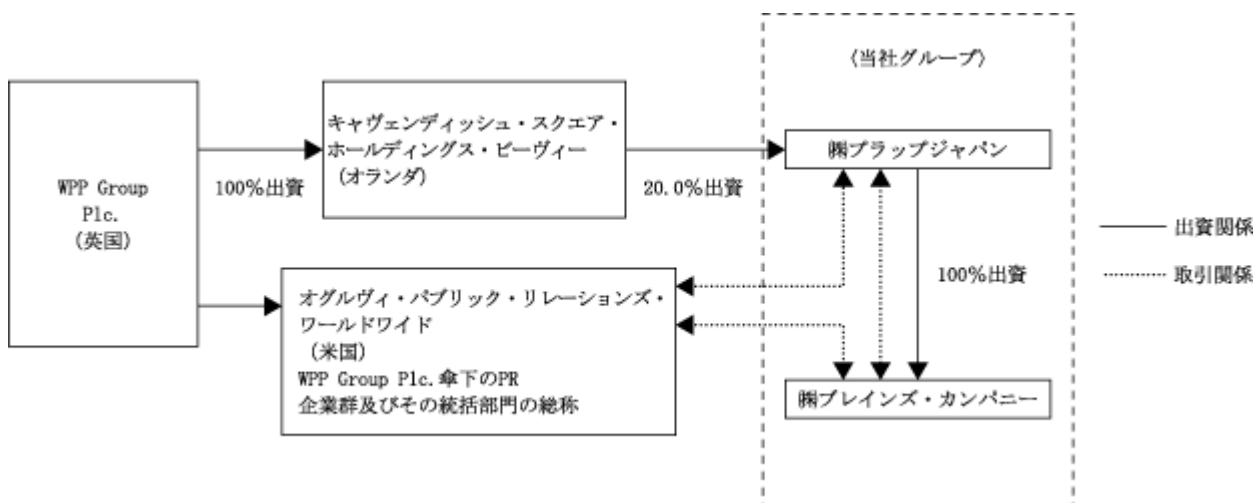 〈当社グループ〉
WPP Group
Plc.
(英国)
100%出資
キャヴェンディッシュ・スクエア・
ホールディングス・ビーヴィー
(オランダ)
20.0%出資
㈱プラップジャパン
オグルヴィ・パブリック・リレーションズ・
ワールドワイド
(米国)
WPP Group Plc.傘下のPR
企業群及びその統括部門の総称
100%出資
㈱ブレインズ・カンパニー
出資関係
取引関係